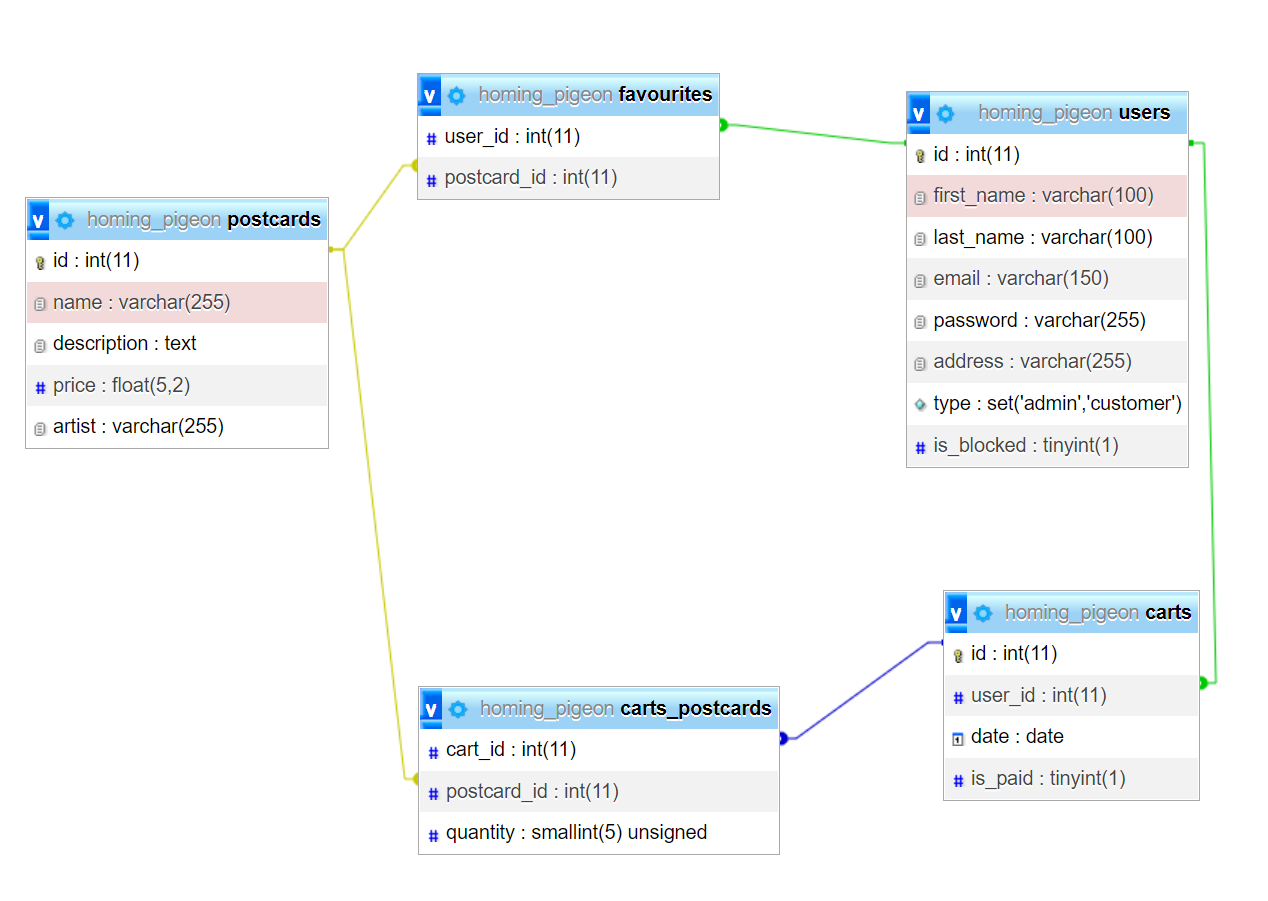 homing_pigeon favourites
user_id : int(11)
postcard_id : int(11)
homing_pigeon users
id : int(11)
first_name : varchar(100)
last_name : varchar(100)
email : varchar(150)
password : varchar(255)
address : varchar(255)
type : set('admin','customer')
is_blocked : tinyint(1)
homing_pigeon postcards
id : int(11)
name : varchar(255)
description : text
price : float(5,2)
artist : varchar(255)
homing_pigeon carts_postcards
cart_id : int(11)
postcard_id : int(11)
quantity : smallint(5) unsigned
homing_pigeon carts
id : int(11)
user_id : int(11)
date : date
is_paid : tinyint(1)